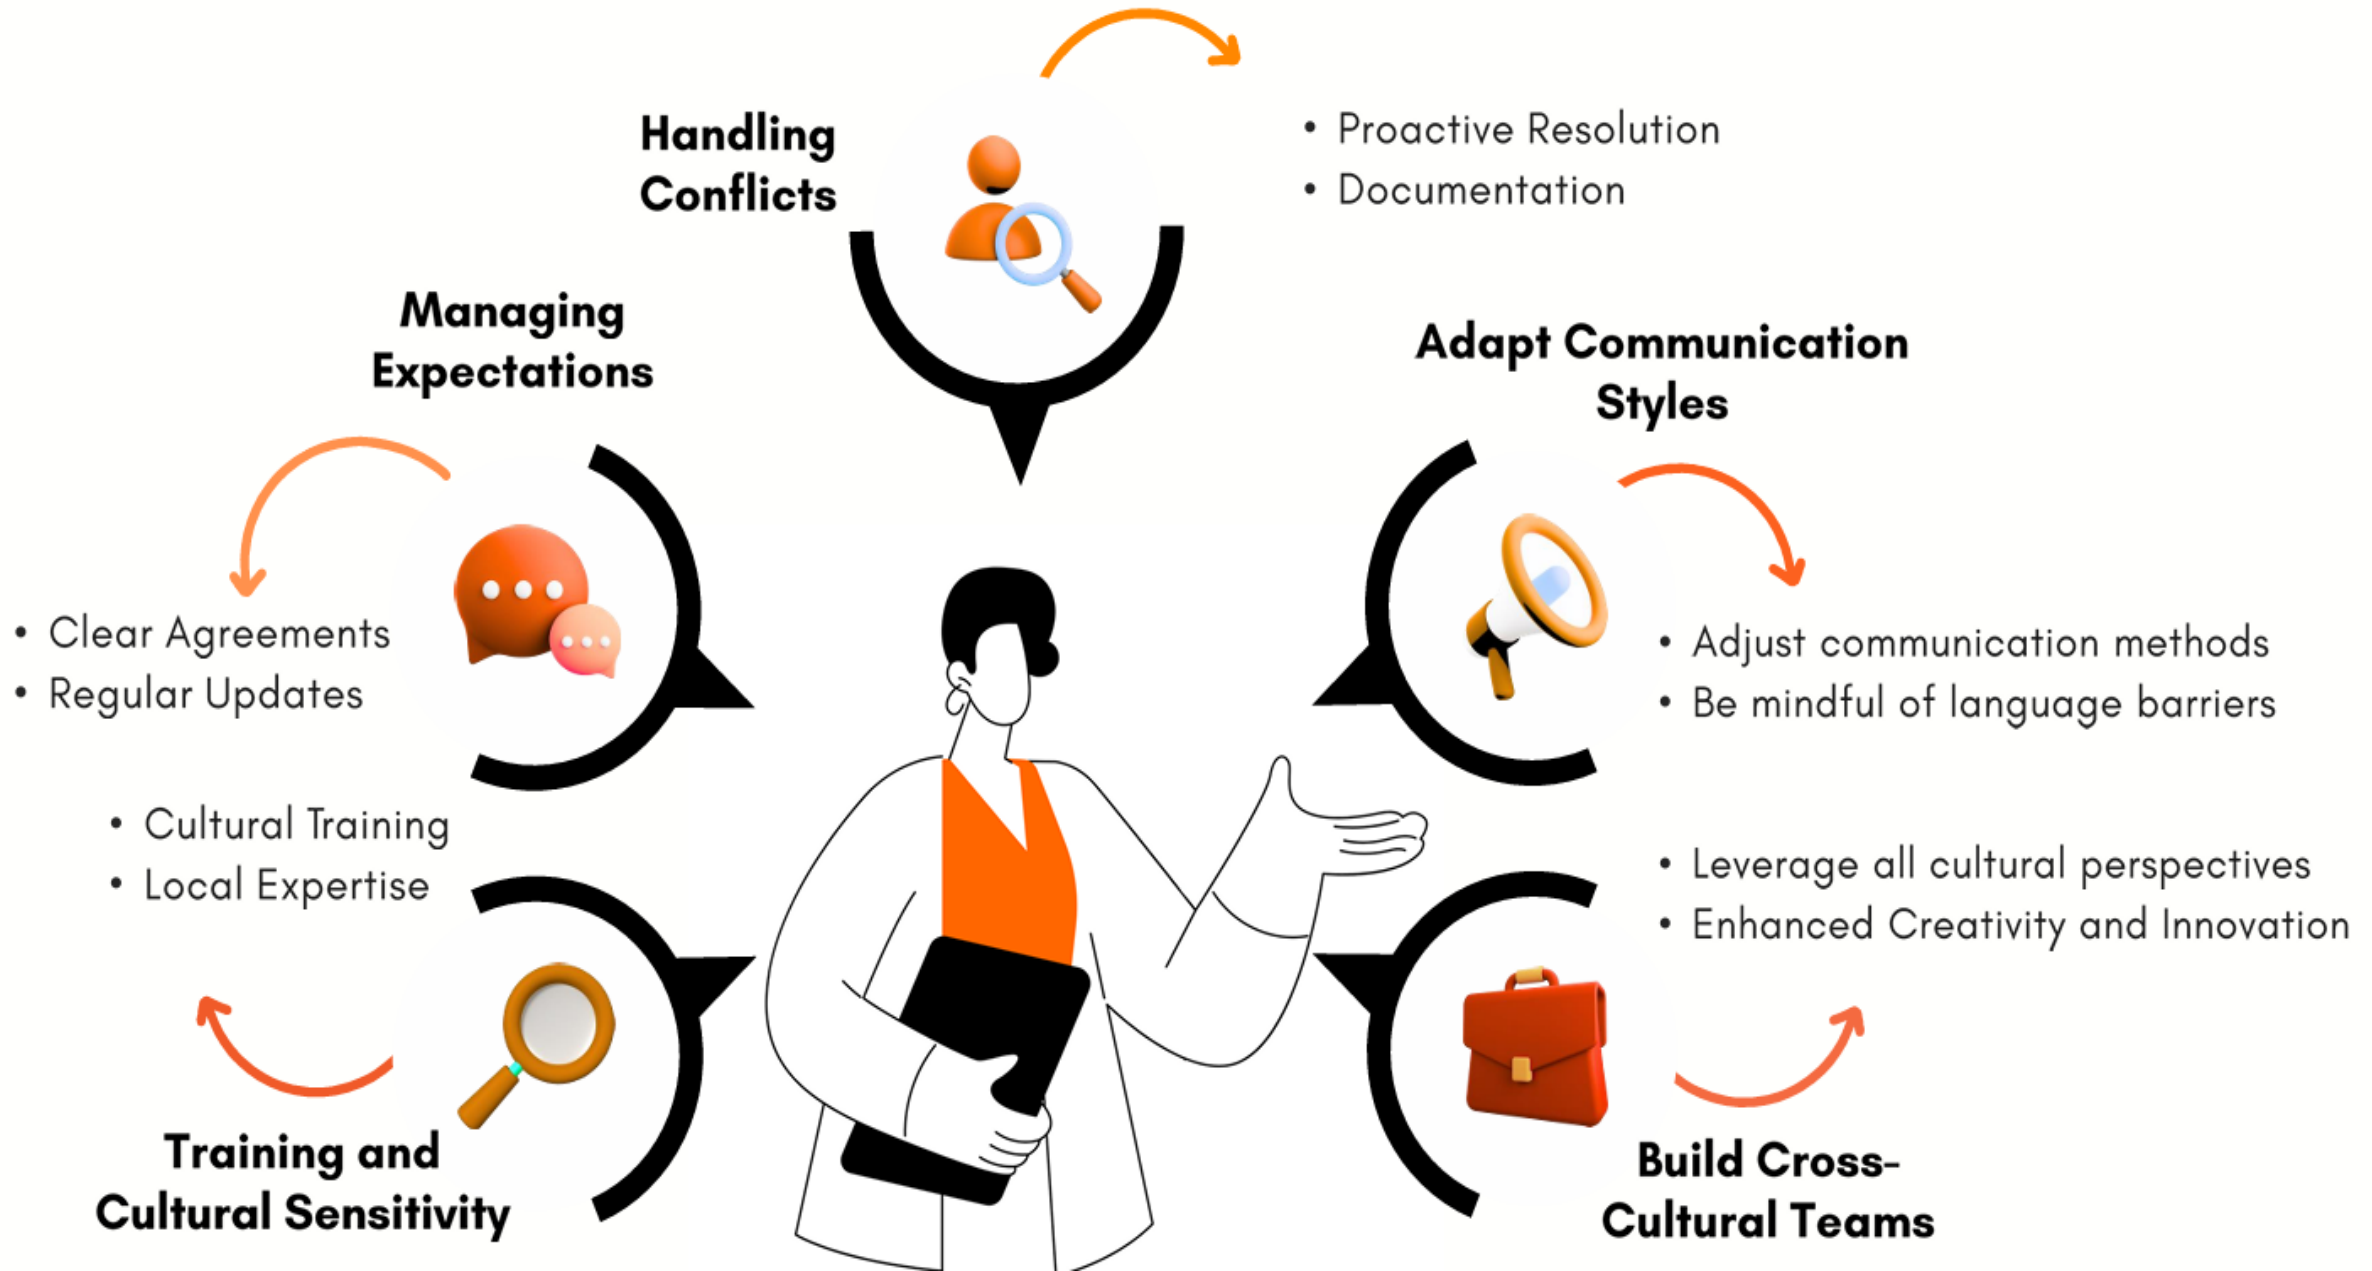 Handling
Conflicts
• Proactive Resolution
• Documentation
Managing
Expectations
• Clear Agreements
• Regular Updates
Adapt Communication
Styles
• Adjust communication methods
• Be mindful of language barriers
• Cultural Training
• Local Expertise
Training and
Cultural Sensitivity
• Leverage all cultural perspectives
• Enhanced Creativity and Innovation
Build Cross-
Cultural Teams